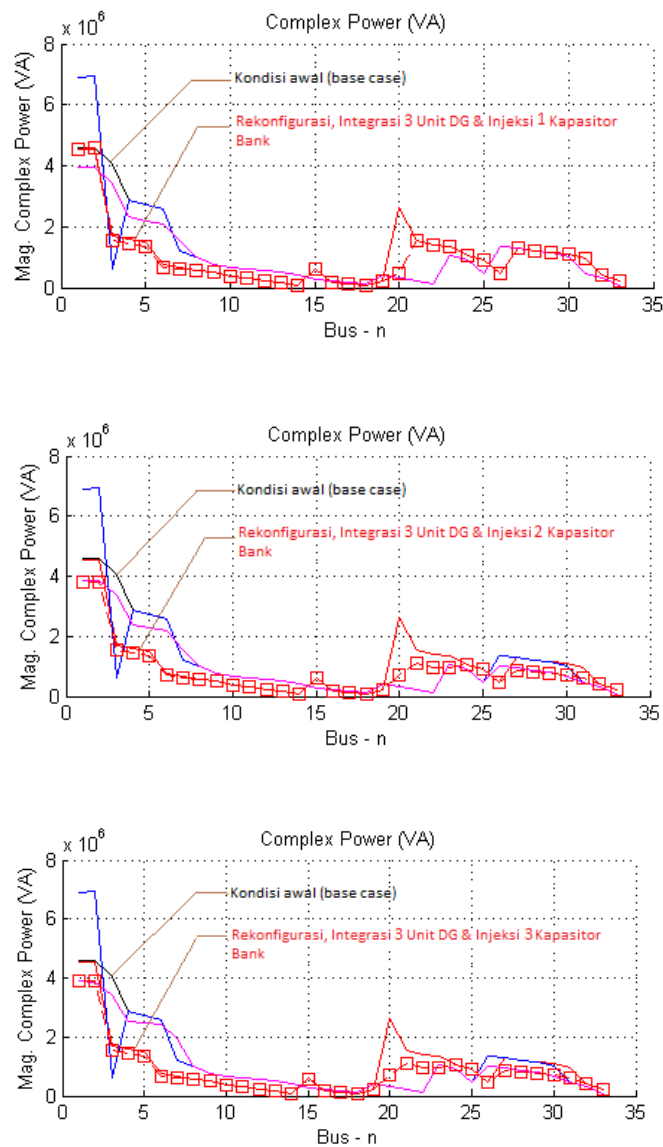 Complex Power (VA)
x 10^6
Mag. Complex Power (VA)
8
6
4
2
0
Kondisi awal (base case)
Rekonfigurasi, Integrasi 3 Unit DG & Injeksi 1 Kapasitor
Bank
0 5 10 15 20 25 30 35
Bus - n
Complex Power (VA)
x 10^6
Mag. Complex Power (VA)
8
6
4
2
0
Kondisi awal (base case)
Rekonfigurasi, Integrasi 3 Unit DG & Injeksi 2 Kapasitor
Bank
0 5 10 15 20 25 30 35
Bus - n
Complex Power (VA)
x 10^6
Mag. Complex Power (VA)
8
6
4
2
0
Kondisi awal (base case)
Rekonfigurasi, Integrasi 3 Unit DG & Injeksi 3 Kapasitor
Bank
0 5 10 15 20 25 30 35
Bus - n